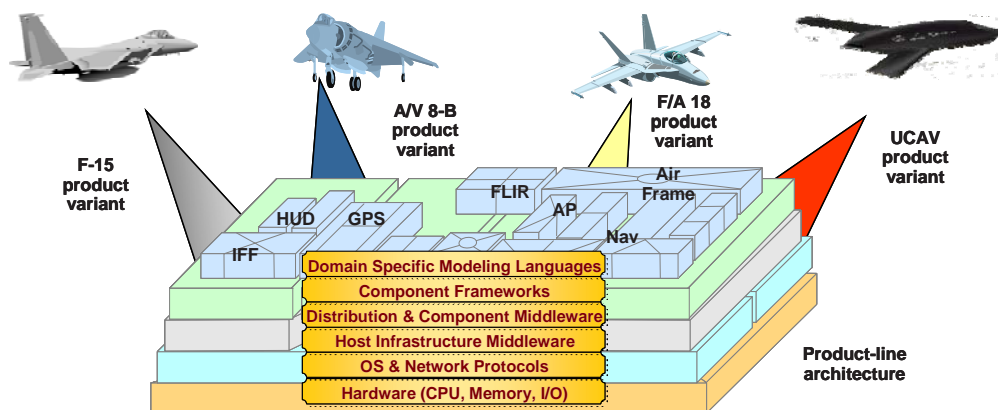 A/V 8-B
product
variant
F/A 18
product
variant
UCAV
product
variant
F-15
product
variant
Air
Frame
FLIR
AP
HUD
GPS
Nav
IFF
Domain Specific Modeling Languages
Component Frameworks
Distribution & Component Middleware
Host Infrastructure Middleware
OS & Network Protocols
Hardware (CPU, Memory, I/O)
Product-line
architecture